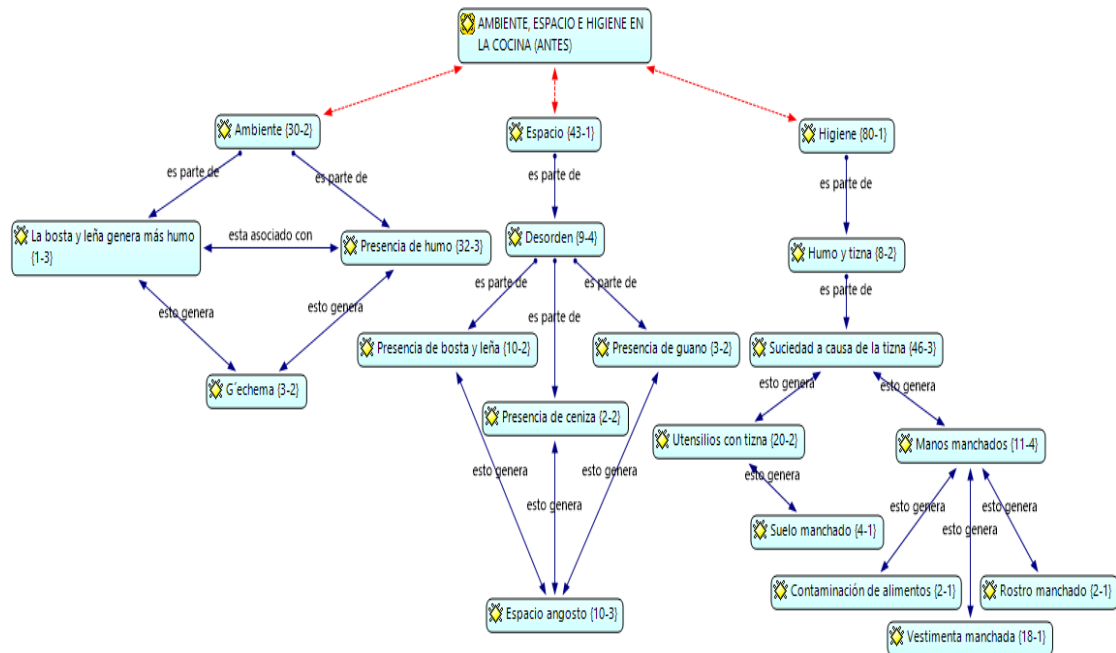 AMBIENTE, ESPACIO E HIGIENE EN
LA COCINA (ANTES)
Ambiente {30-2}
Espacio {43-1}
Higiene {80-1}
es parte de
es parte de
es parte de
es parte de
La bosta y leña genera más humo
{1-3}
esta asociado con
Presencia de humo {32-3}
Desorden {9-4}
Humo y tizna {8-2}
es parte de
es parte de
es parte de
es parte de
esto genera
esto genera
Presencia de bosta y leña {10-2}
Presencia de guano {3-2}
Suciedad a causa de la tizna {46-3}
G´echema {3-2}
esto genera
esto genera
Presencia de ceniza {2-2}
Utensilios con tizna {20-2}
Manos manchados {11-4}
esto genera
esto genera
esto genera
esto genera
esto genera
esto genera
esto genera
Suelo manchado {4-1}
Contaminación de alimentos {2-1}
Rostro manchado {2-1}
Espacio angosto {10-3}
Vestimenta manchada {18-1}